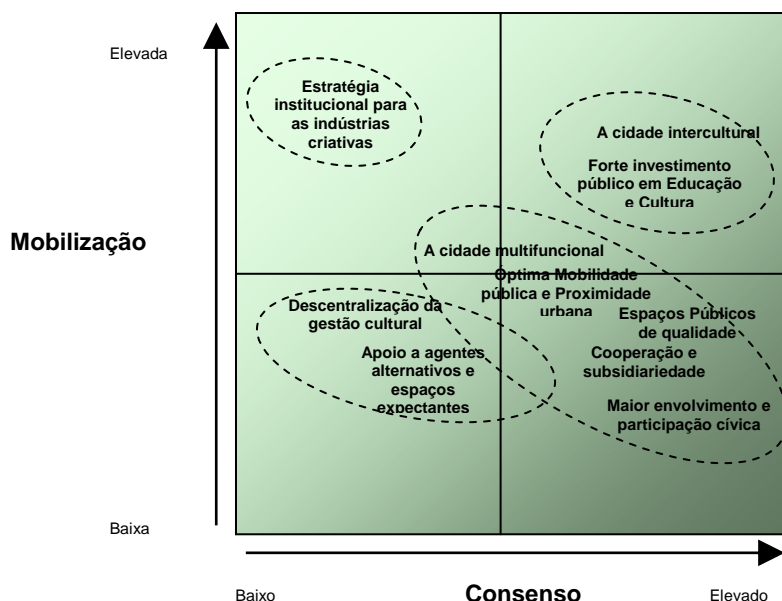 Elevada
Estratégia
institucional para
as indústrias
criativas
A cidade intercultural
Forte investimento
público em Educação
e Cultura
Mobilização
A cidade multifuncional
Óptima Mobilidade
pública e Proximidade
urbana
Descentralização da
gestão cultural
Espaços Públicos
de qualidade
Apoio a agentes
alternativos e
espaços
expectantes
Cooperação e
subsidiariedade
Maior envolvimento e
participação cívica
Baixa
Baixo
Consenso
Elevado